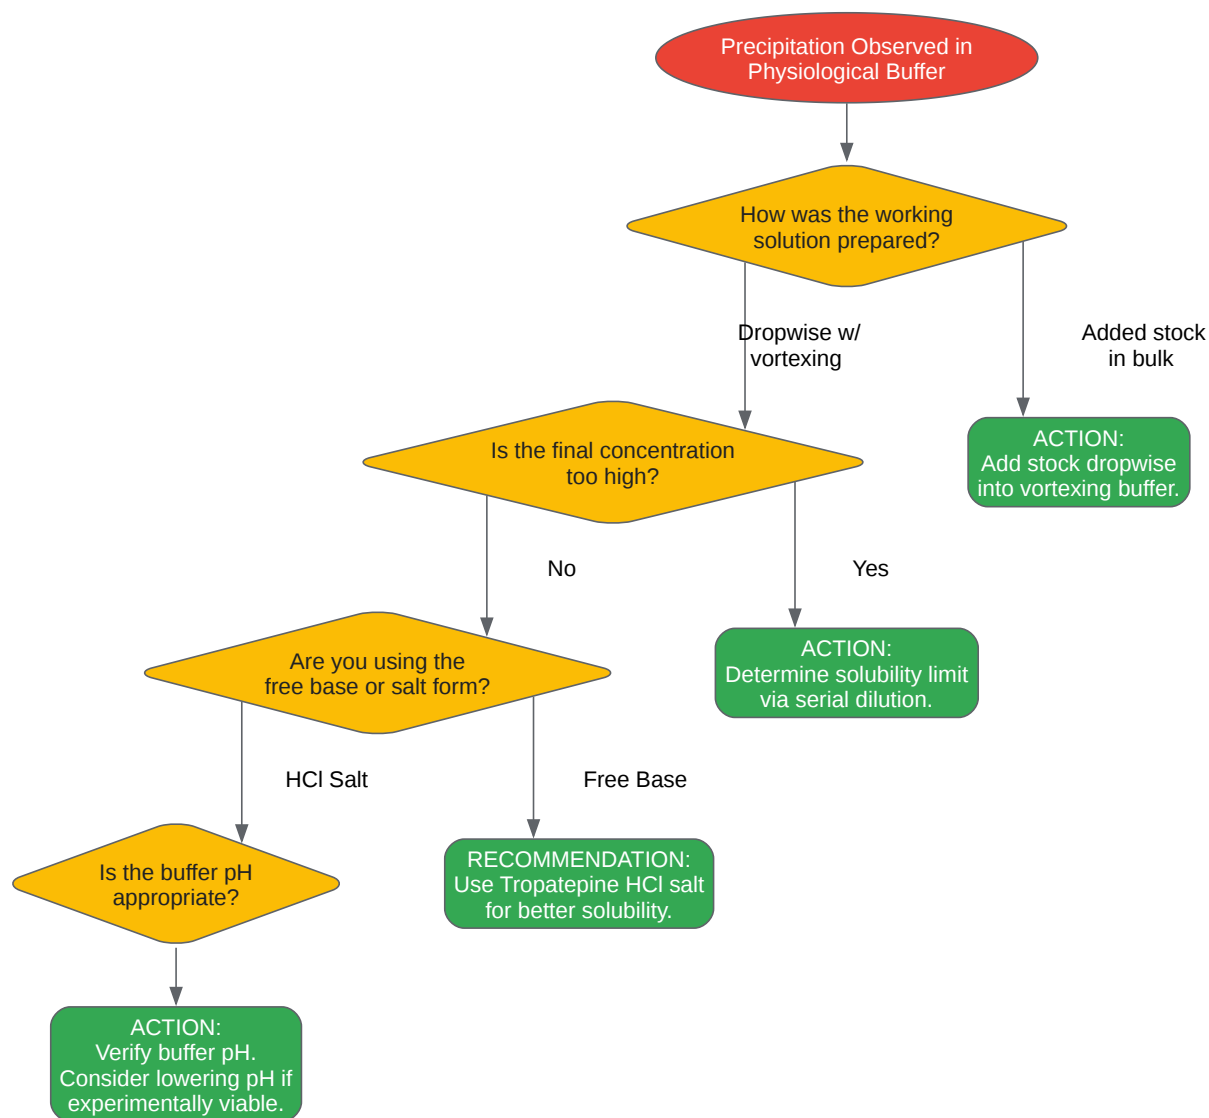 Precipitation Observed in
Physiological Buffer
How was the working
solution prepared?
Dropwise w/
vortexing
Added stock
in bulk
Is the final concentration
too high?
ACTION:
Add stock dropwise
into vortexing buffer.
No
Yes
Are you using the
free base or salt form?
ACTION:
Determine solubility limit
via serial dilution.
HCl Salt
Free Base
Is the buffer pH
appropriate?
RECOMMENDATION:
Use Tropatepine HCl salt
for better solubility.
ACTION:
Verify buffer pH.
Consider lowering pH if
experimentally viable.